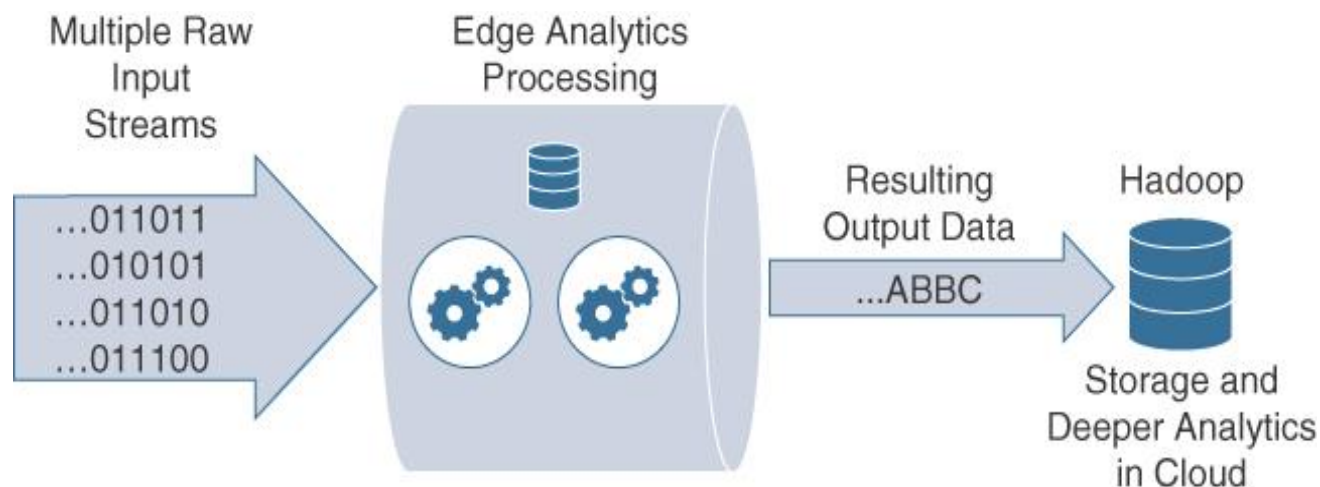 Multiple Raw
Input
Streams
...011011
...010101
...011010
...011100
Edge Analytics
Processing
Resulting
Output Data
...ABBC
Hadoop
Storage and
Deeper Analytics
in Cloud